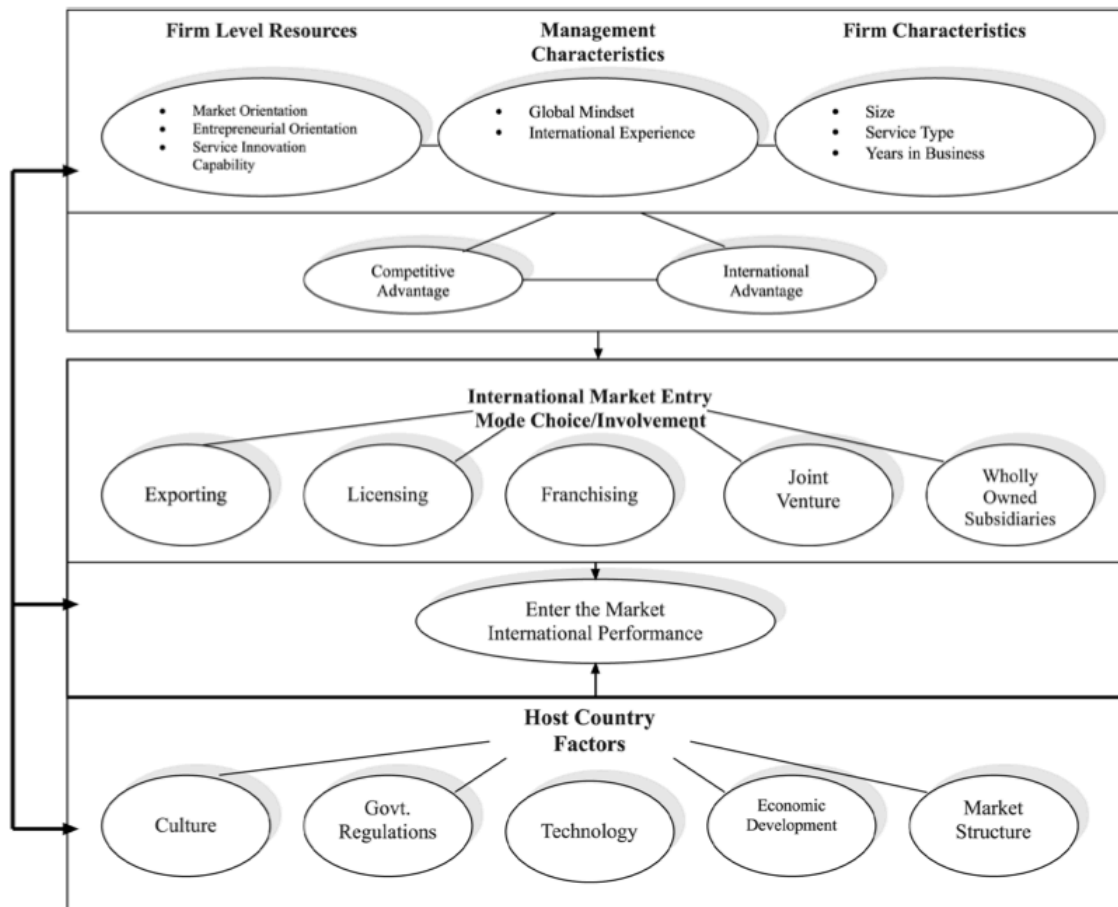 Firm Level Resources
Management
Characteristics
Firm Characteristics
• Market Orientation
• Entrepreneurial Orientation
• Service Innovation
Capability
• Global Mindset
• International Experience
• Size
• Service Type
• Years in Business
Competitive
Advantage
International
Advantage
International Market Entry
Mode Choice/Involvement
Exporting
Licensing
Franchising
Joint
Venture
Wholly
Owned
Subsidiaries
Enter the Market
International Performance
Host Country
Factors
Culture
Govt.
Regulations
Technology
Economic
Development
Market
Structure